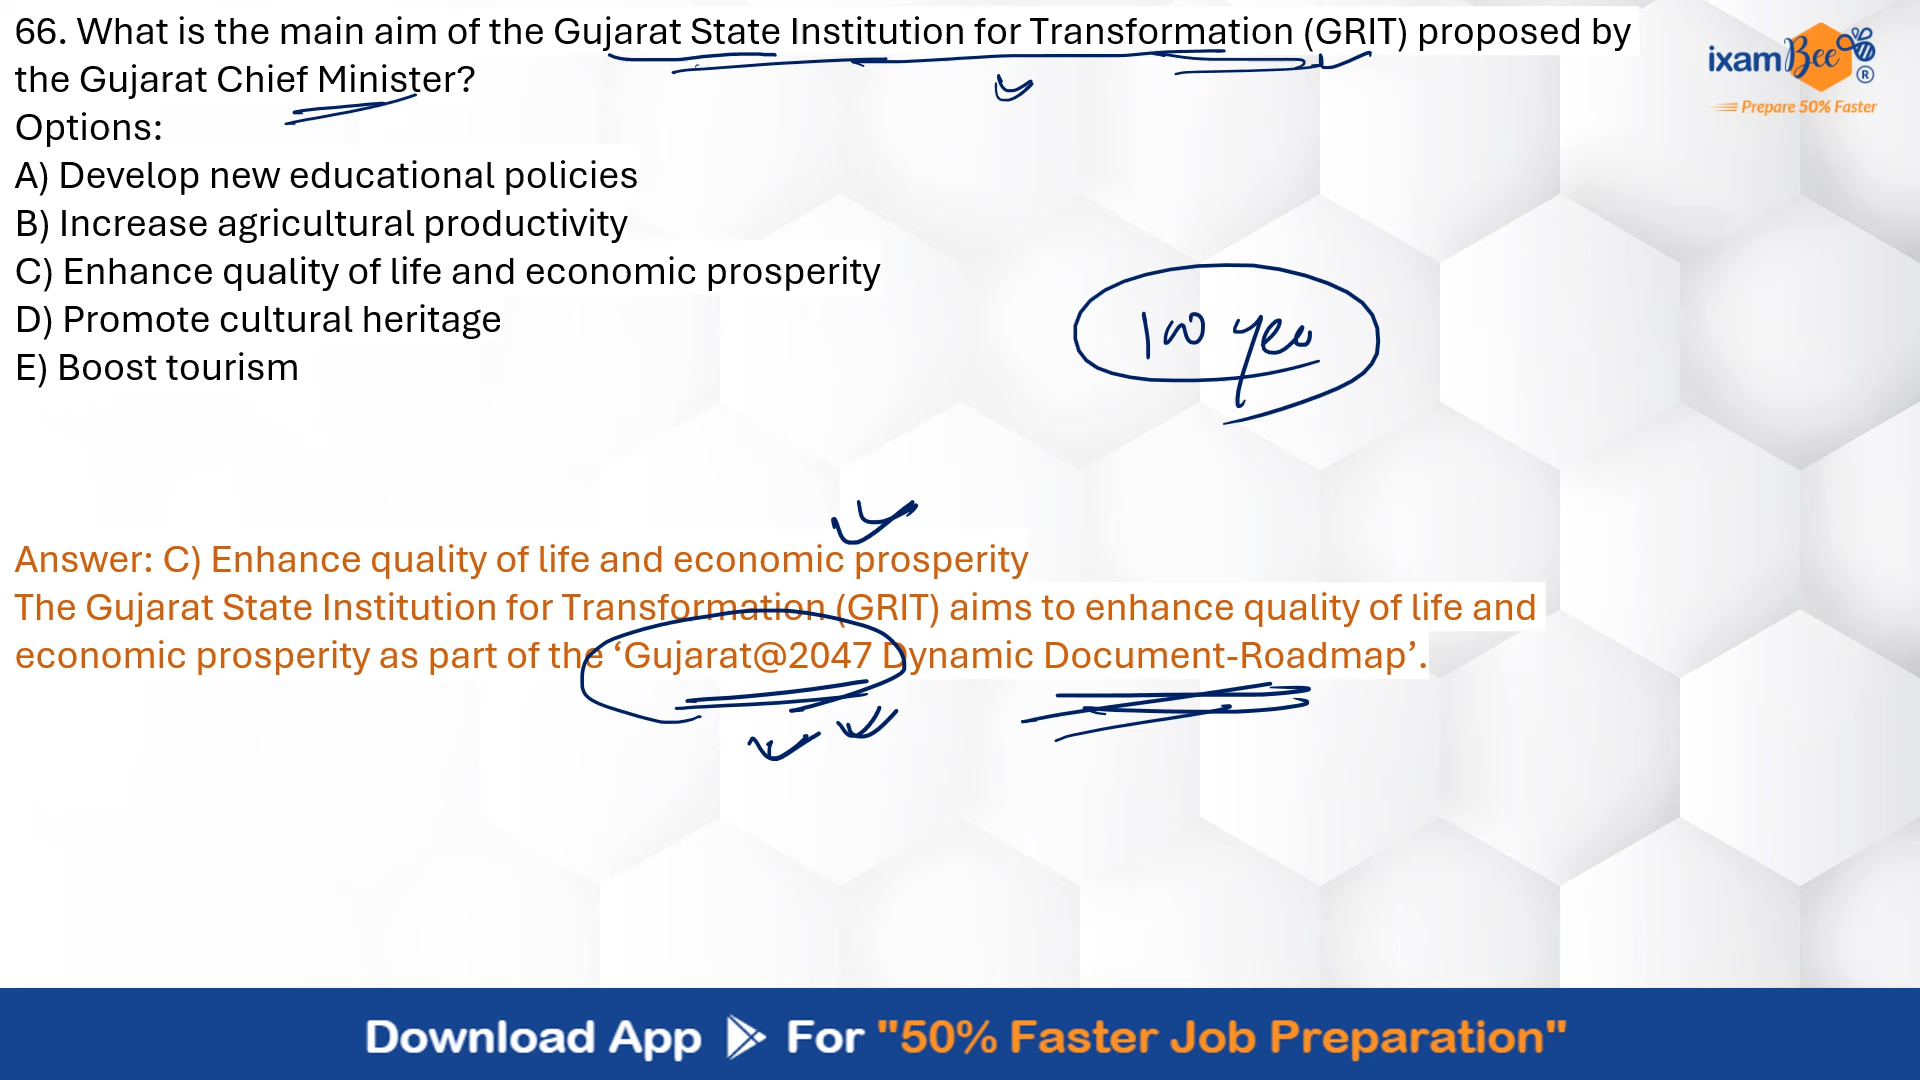 66. What is the main aim of the Gujarat State Institution for Transformation (GRIT) proposed by
the Gujarat Chief Minister?
Options:
A) Develop new educational policies
B) Increase agricultural productivity
C) Enhance quality of life and economic prosperity
D) Promote cultural heritage
E) Boost tourism
ixamBee®
Prepare 50% Faster
100 yea
Answer: C) Enhance quality of life and economic prosperity
The Gujarat State Institution for Transformation (GRIT) aims to enhance quality of life and
economic prosperity as part of the ‘Gujarat@2047 Dynamic Document-Roadmap’.
Download App For "50% Faster Job Preparation"